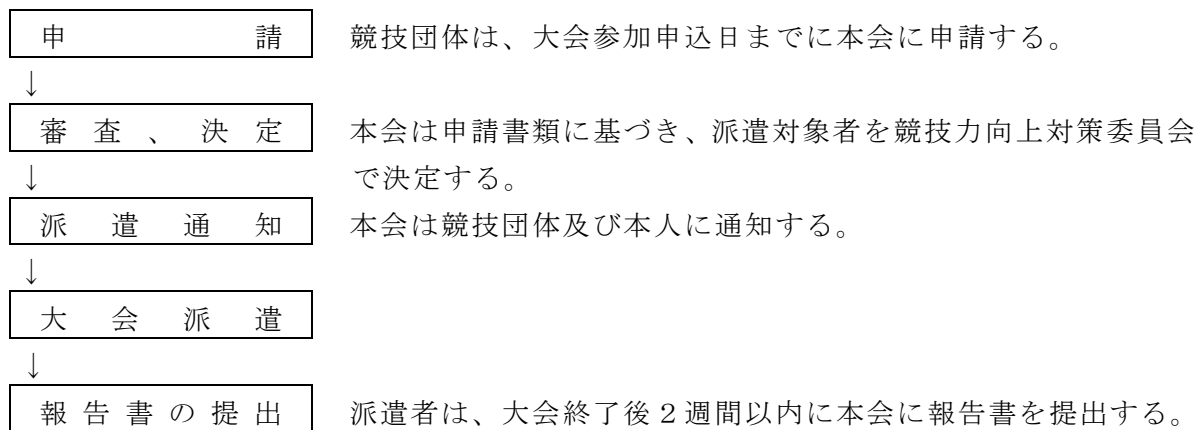 申請 競技団体は、大会参加申込日までに本会に申請する。
↓
審査、決定 本会は申請書類に基づき、派遣対象者を競技力向上対策委員会
↓ で決定する。
派遣通知 本会は競技団体及び本人に通知する。
↓
大会派遣
↓
報告書の提出 派遣者は、大会終了後2週間以内に本会に報告書を提出する。